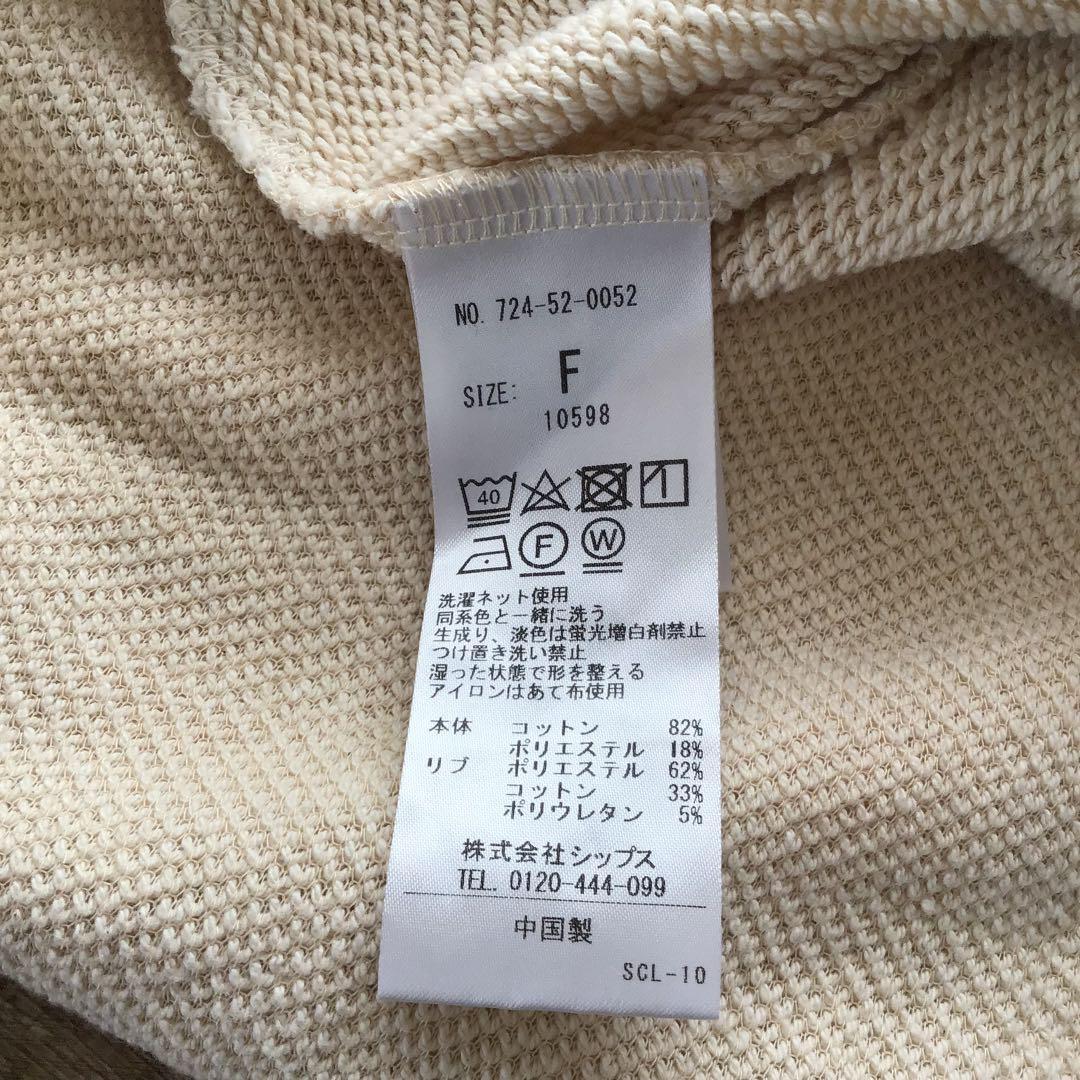 NO. 724-52-0052
SIZE: F
10598
40 1
F W
洗濯ネット使用
同系色と一緒に洗う
生成り、淡色は蛍光増白剤禁止
つけ置き洗い禁止
湿った状態で形を整える
アイロンはあて布使用
本体 コットン 82%
ポリエステル 18%
リブ ポリエステル 62%
コットン 33%
ポリウレタン 5%
株式会社シップス
TEL. 0120-444-099
中国製
SCL-10